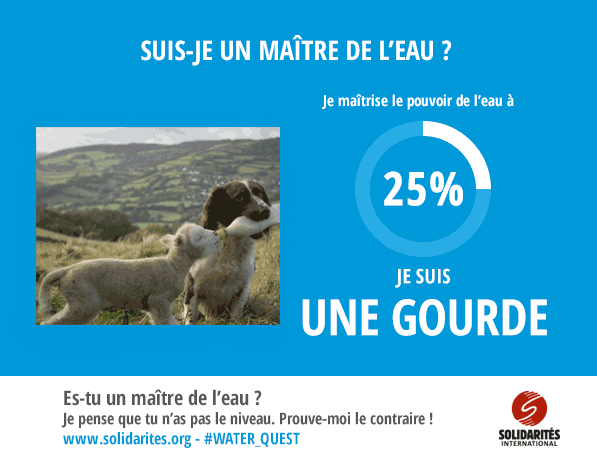 SUIS-JE UN MAÎTRE DE L'EAU ?
Je maîtrise le pouvoir de l'eau à
25%
JE SUIS
UNE GOURDE
Es-tu un maître de l'eau ?
Je pense que tu n'as pas le niveau. Prouve-moi le contraire !
www.solidarites.org - #WATER_QUEST
SOLIDARITÉS
INTERNATIONAL